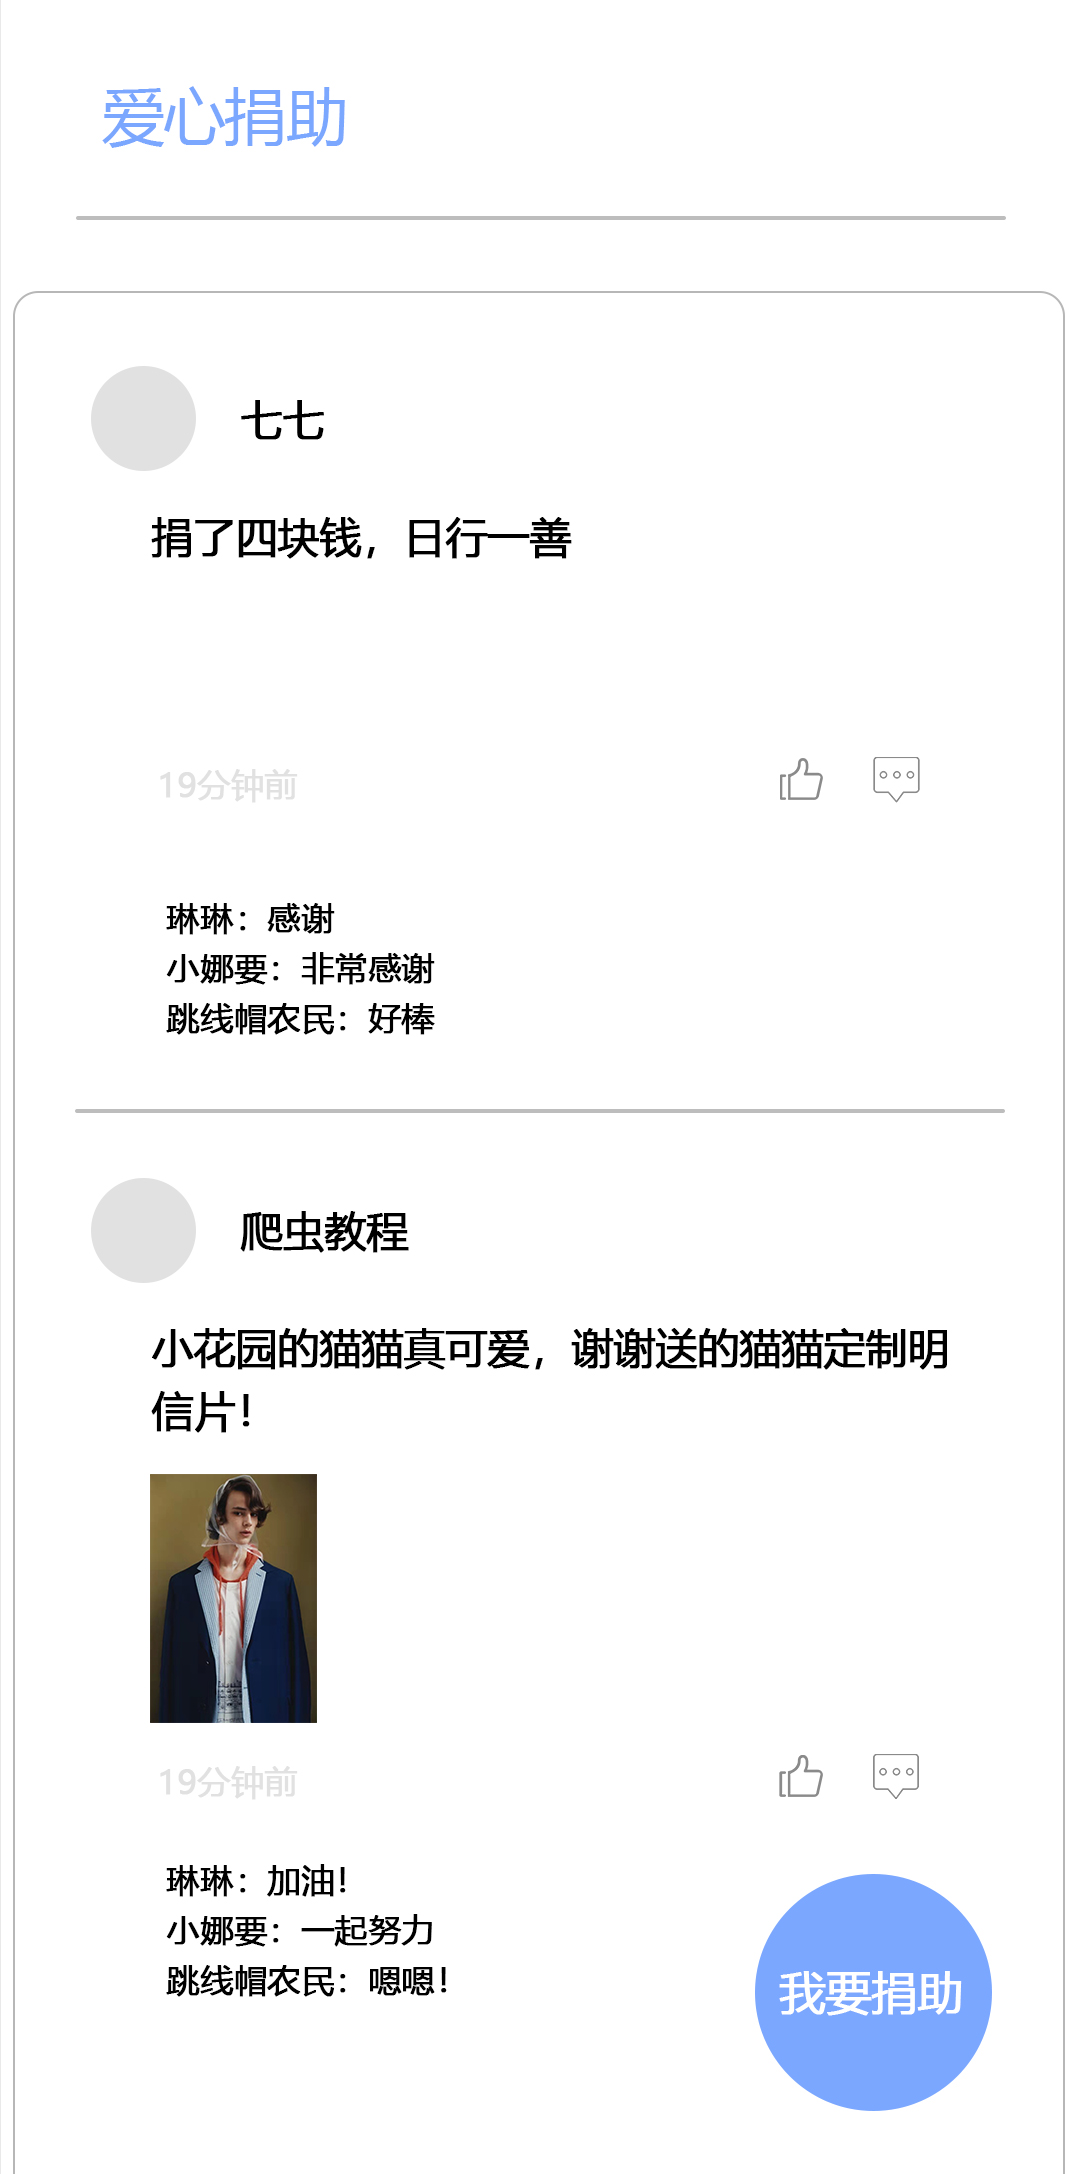 爱心捐助
七七
捐了四块钱，日行一善
19分钟前
琳琳：感谢
小娜要：非常感谢
跳线帽农民：好棒
爬虫教程
小花园的猫猫真可爱，谢谢送的猫猫定制明
信片！
19分钟前
琳琳：加油！
小娜要：一起努力
跳线帽农民：嗯嗯！
我要捐助